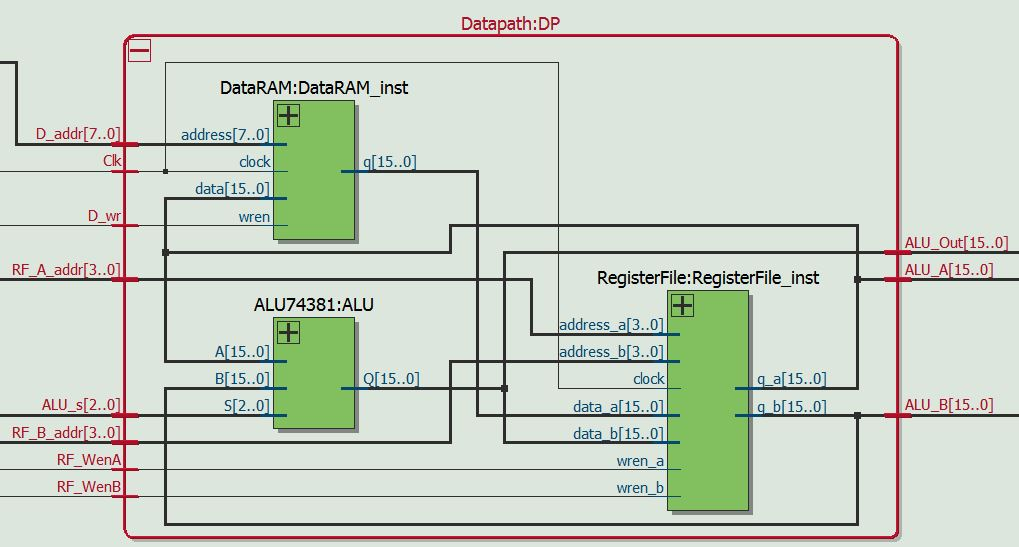 Datapath:DP
DataRAM:DataRAM_inst
D_addr[7..0]
address[7..0]
Clk
clock
q[15..0]
data[15..0]
D_wr
wren
ALU_Out[15..0]
RF_A_addr[3..0]
ALU_A[15..0]
RegisterFile:RegisterFile_inst
ALU74381:ALU
address_a[3..0]
A[15..0]
address_b[3..0]
B[15..0]
Q[15..0]
clock
q_a[15..0]
ALU_s[2..0]
S[2..0]
data_a[15..0]
q_b[15..0]
ALU_B[15..0]
RF_B_addr[3..0]
data_b[15..0]
RF_WenA
wren_a
RF_WenB
wren_b